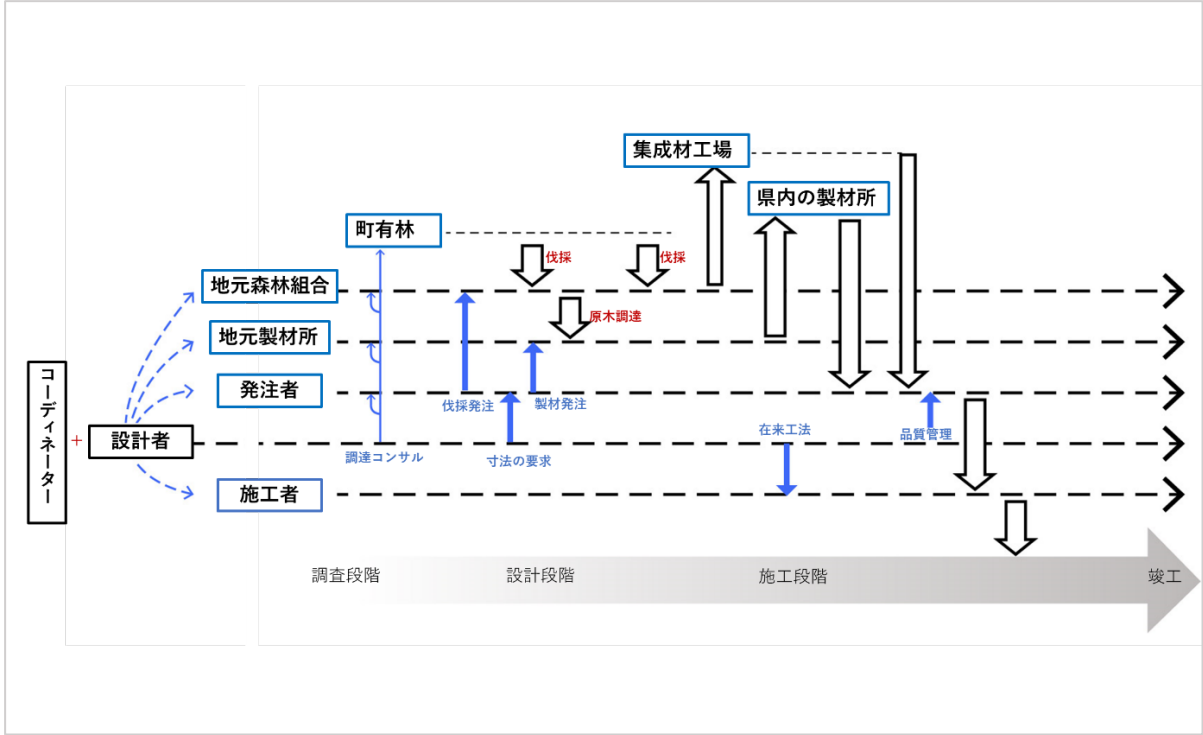 集成材工場
県内の製材所
町有林
伐採
伐採
地元森林組合
原木調達
地元製材所
発注者
伐採発注
製材発注
コーディネーター
+
設計者
調達コンサル
寸法の要求
在来工法
品質管理
施工者
調査段階
設計段階
施工段階
竣工